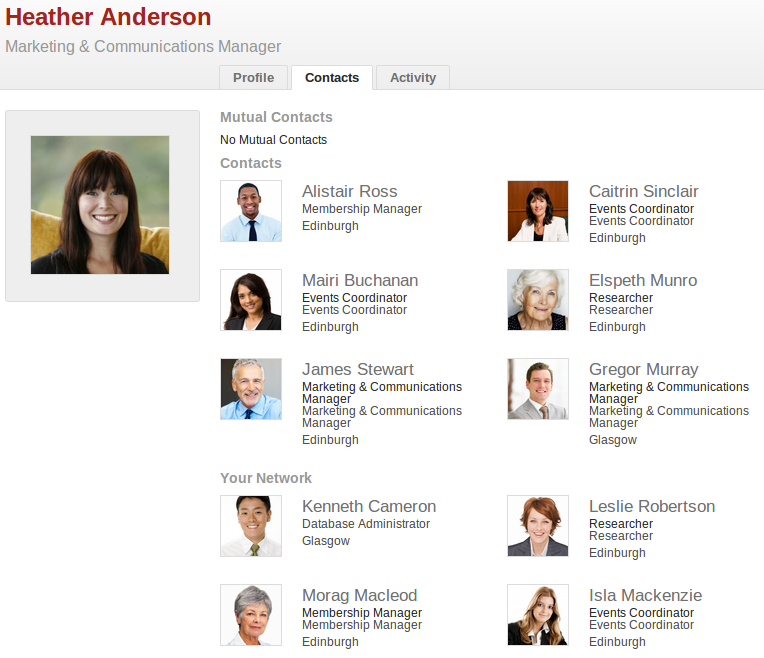 Heather Anderson
Marketing & Communications Manager
Profile
Contacts
Activity
Mutual Contacts
No Mutual Contacts
Contacts
Alistair Ross
Membership Manager
Edinburgh
Caitrin Sinclair
Events Coordinator
Events Coordinator
Edinburgh
Mairi Buchanan
Events Coordinator
Events Coordinator
Edinburgh
Elspeth Munro
Researcher
Researcher
Edinburgh
James Stewart
Marketing & Communications
Manager
Marketing & Communications
Manager
Edinburgh
Gregor Murray
Marketing & Communications
Manager
Marketing & Communications
Manager
Glasgow
Your Network
Kenneth Cameron
Database Administrator
Glasgow
Leslie Robertson
Researcher
Researcher
Edinburgh
Morag Macleod
Membership Manager
Membership Manager
Edinburgh
Isla Mackenzie
Events Coordinator
Events Coordinator
Edinburgh